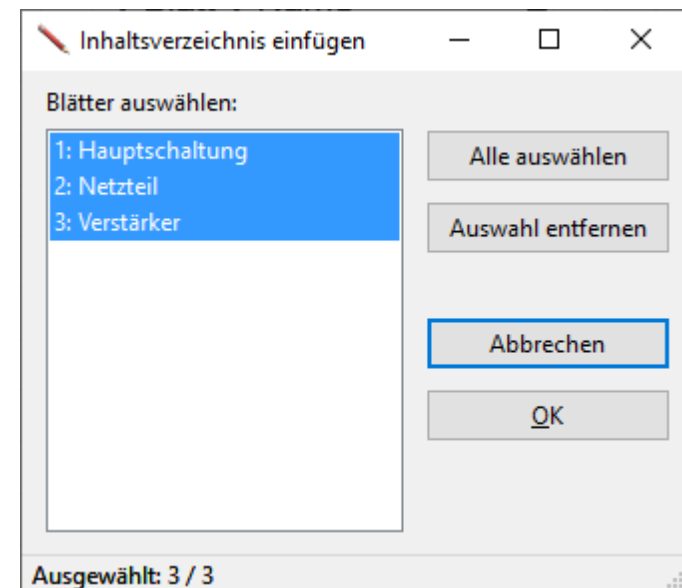 Inhaltsverzeichnis einfügen
Blätter auswählen:
1: Hauptschaltung
2: Netzteil
3: Verstärker
Alle auswählen
Auswahl entfernen
Abbrechen
OK
Ausgewählt: 3 / 3